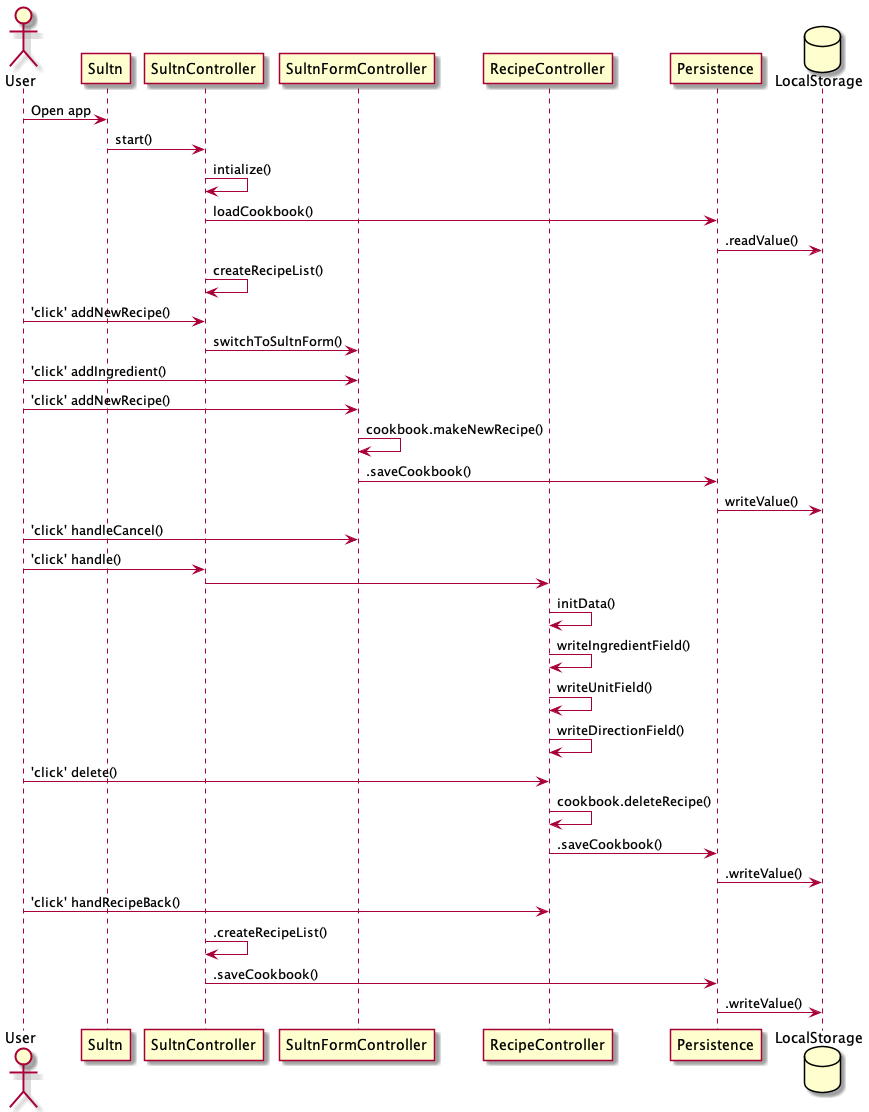 User
Sultn
SultnController
SultnFormController
RecipeController
Persistence
LocalStorage
Open app
start()
intialize()
loadCookbook()
.readValue()
createRecipeList()
'click' addNewRecipe()
switchToSultnForm()
'click' addIngredient()
'click' addNewRecipe()
cookbook.makeNewRecipe()
.saveCookbook()
writeValue()
'click' handleCancel()
'click' handle()
initData()
writeIngredientField()
writeUnitField()
writeDirectionField()
'click' delete()
cookbook.deleteRecipe()
.saveCookbook()
.writeValue()
'click' handRecipeBack()
.createRecipeList()
.saveCookbook()
.writeValue()
User
Sultn
SultnController
SultnFormController
RecipeController
Persistence
LocalStorage